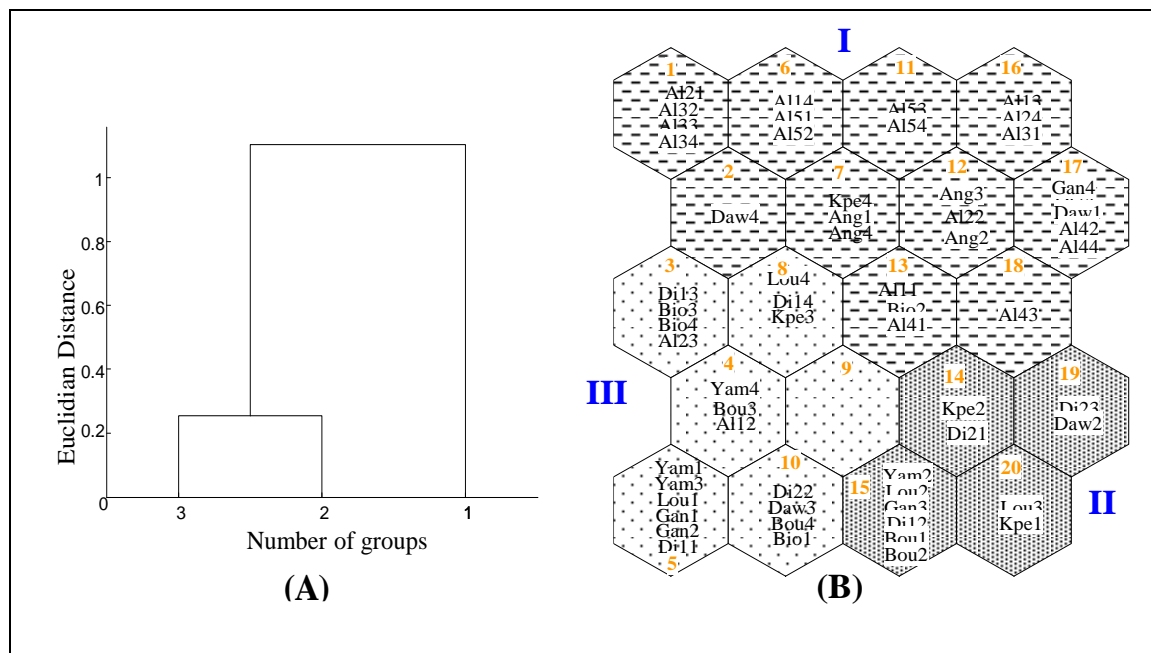 1
0.8
0.6
0.4
0.2
0
3
2
1
Euclidian Distance
Number of groups
(A)
I
1
Al21
Al32
Al33
Al34
6
Al14
Al51
Al52
11
Al53
Al54
16
Al13
Al24
Al31
2
Daw4
7
Kpe4
Ang1
Ang4
12
Ang3
Al22
Ang2
17
Gan4
Daw1
Al42
Al44
3
Di13
Bio3
Bio4
Al23
8
Lou4
Di14
Kpe3
13
Al11
Bio2
Al41
18
Al43
III
4
Yam4
Bou3
Al12
9
14
Kpe2
Di21
19
Di23
Daw2
Yam1
Yam3
Lou1
Gan1
Gan2
Di11
5
10
Di22
Daw3
Bou4
Bio1
15
Yam2
Lou2
Gan3
Di12
Bou1
Bou2
20
Lou3
Kpe1
II
(B)